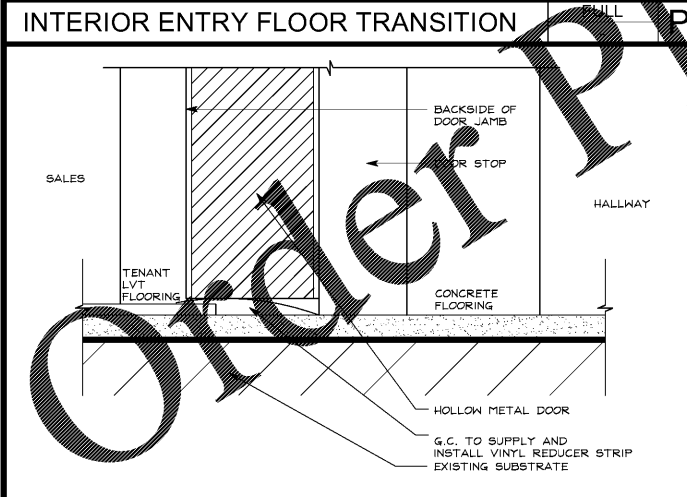 INTERIOR ENTRY FLOOR TRANSITION
FULL
P
BACKSIDE OF
DOOR JAMB
DOOR STOP
SALES
HALLWAY
TENANT
LVT
FLOORING
CONCRETE
FLOORING
HOLLOW METAL DOOR
G.C. TO SUPPLY AND
INSTALL VINYL REDUCER STRIP
EXISTING SUBSTRATE
Order P